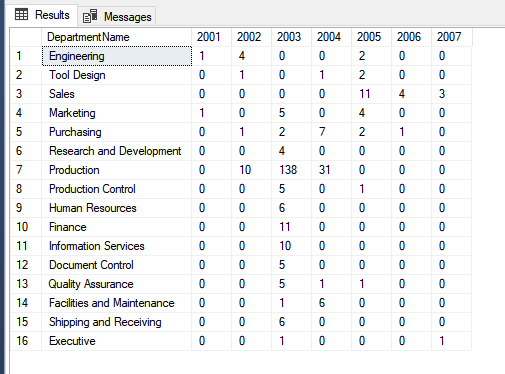 Results Messages
DepartmentName 2001 2002 2003 2004 2005 2006 2007
1 Engineering 1 4 0 0 2 0 0
2 Tool Design 0 1 0 1 2 0 0
3 Sales 0 0 0 0 11 4 3
4 Marketing 1 0 5 0 4 0 0
5 Purchasing 0 1 2 7 2 1 0
6 Research and Development 0 0 4 0 0 0 0
7 Production 0 10 138 31 0 0 0
8 Production Control 0 0 5 0 1 0 0
9 Human Resources 0 0 6 0 0 0 0
10 Finance 0 0 11 0 0 0 0
11 Information Services 0 0 10 0 0 0 0
12 Document Control 0 0 5 0 0 0 0
13 Quality Assurance 0 0 5 1 1 0 0
14 Facilities and Maintenance 0 0 1 6 0 0 0
15 Shipping and Receiving 0 0 6 0 0 0 0
16 Executive 0 0 1 0 0 0 1